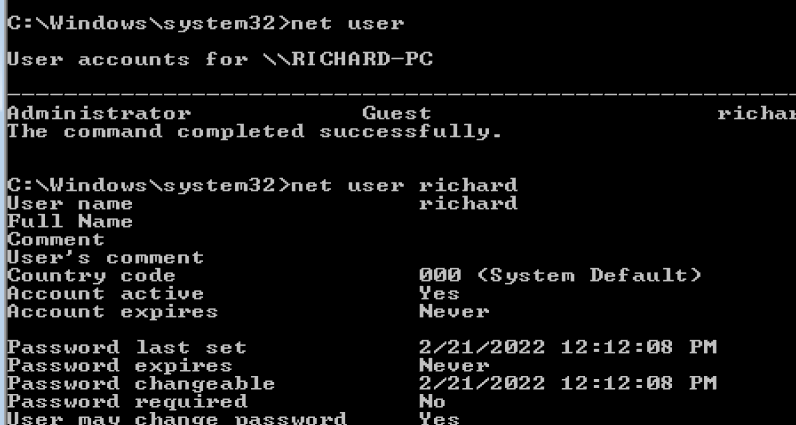 C:\Windows\system32>net user
User accounts for \\RICHARD-PC
-------------------------------------------------------------------------------
Administrator Guest richar
The command completed successfully.
C:\Windows\system32>net user richard
User name richard
Full Name
Comment
User's comment
Country code 000 (System Default)
Account active Yes
Account expires Never
Password last set 2/21/2022 12:12:08 PM
Password expires Never
Password changeable 2/21/2022 12:12:08 PM
Password required No
User may change password Yes